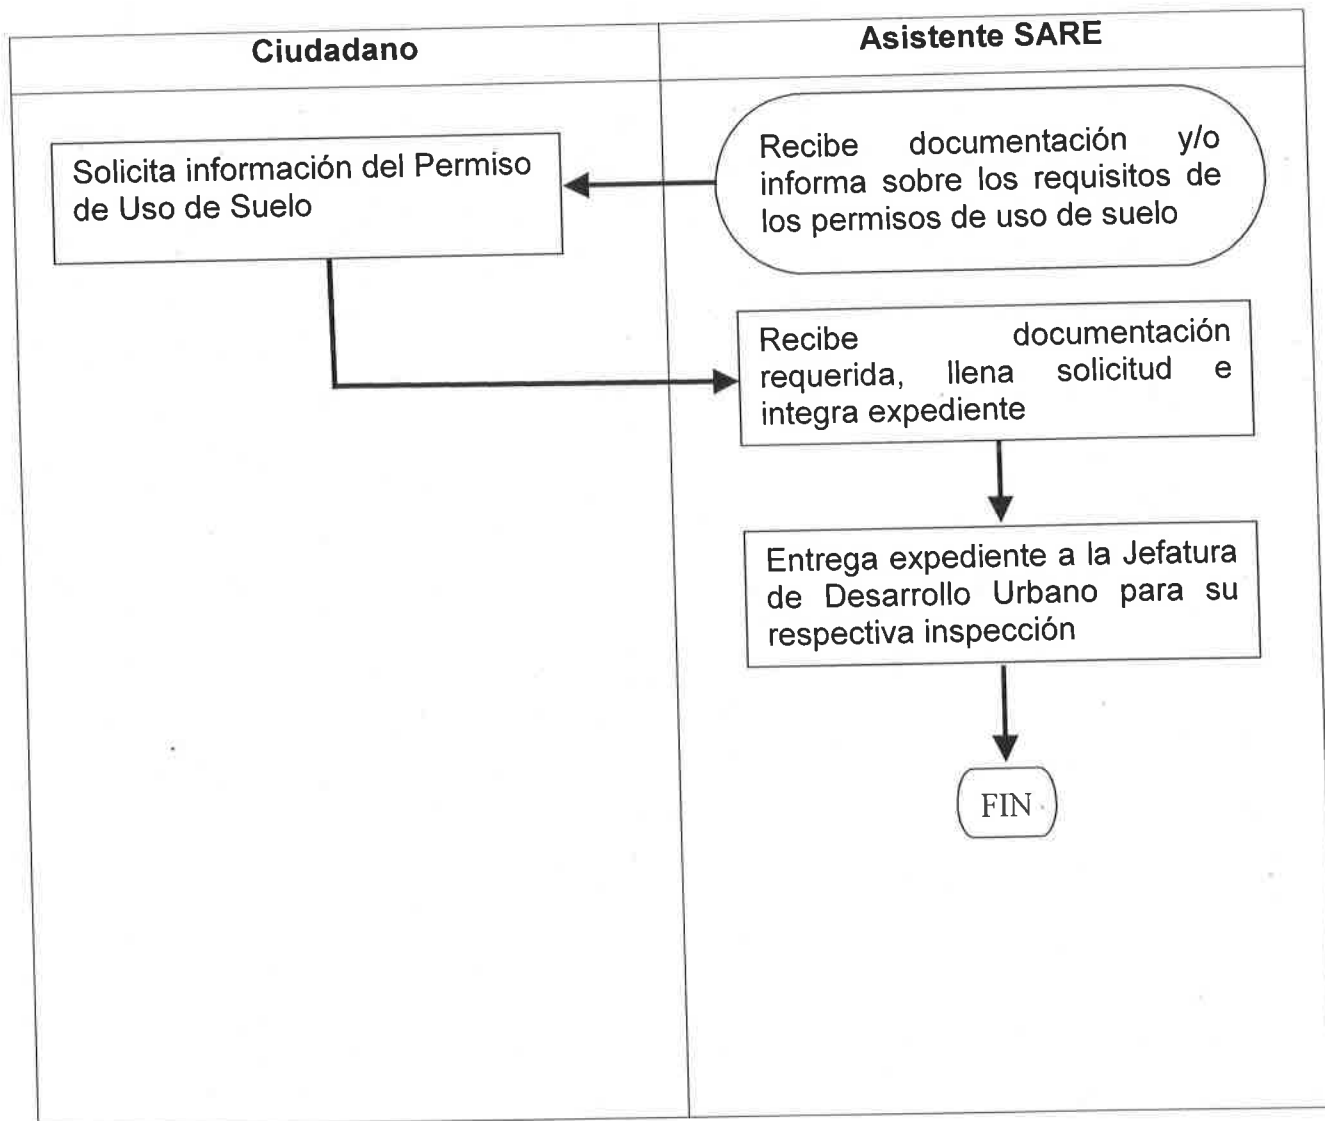 Ciudadano
Asistente SARE
Solicita información del Permiso
de Uso de Suelo
Recibe documentación y/o
informa sobre los requisitos de
los permisos de uso de suelo
Recibe documentación
requerida, llena solicitud e
integra expediente
Entrega expediente a la Jefatura
de Desarrollo Urbano para su
respectiva inspección
FIN